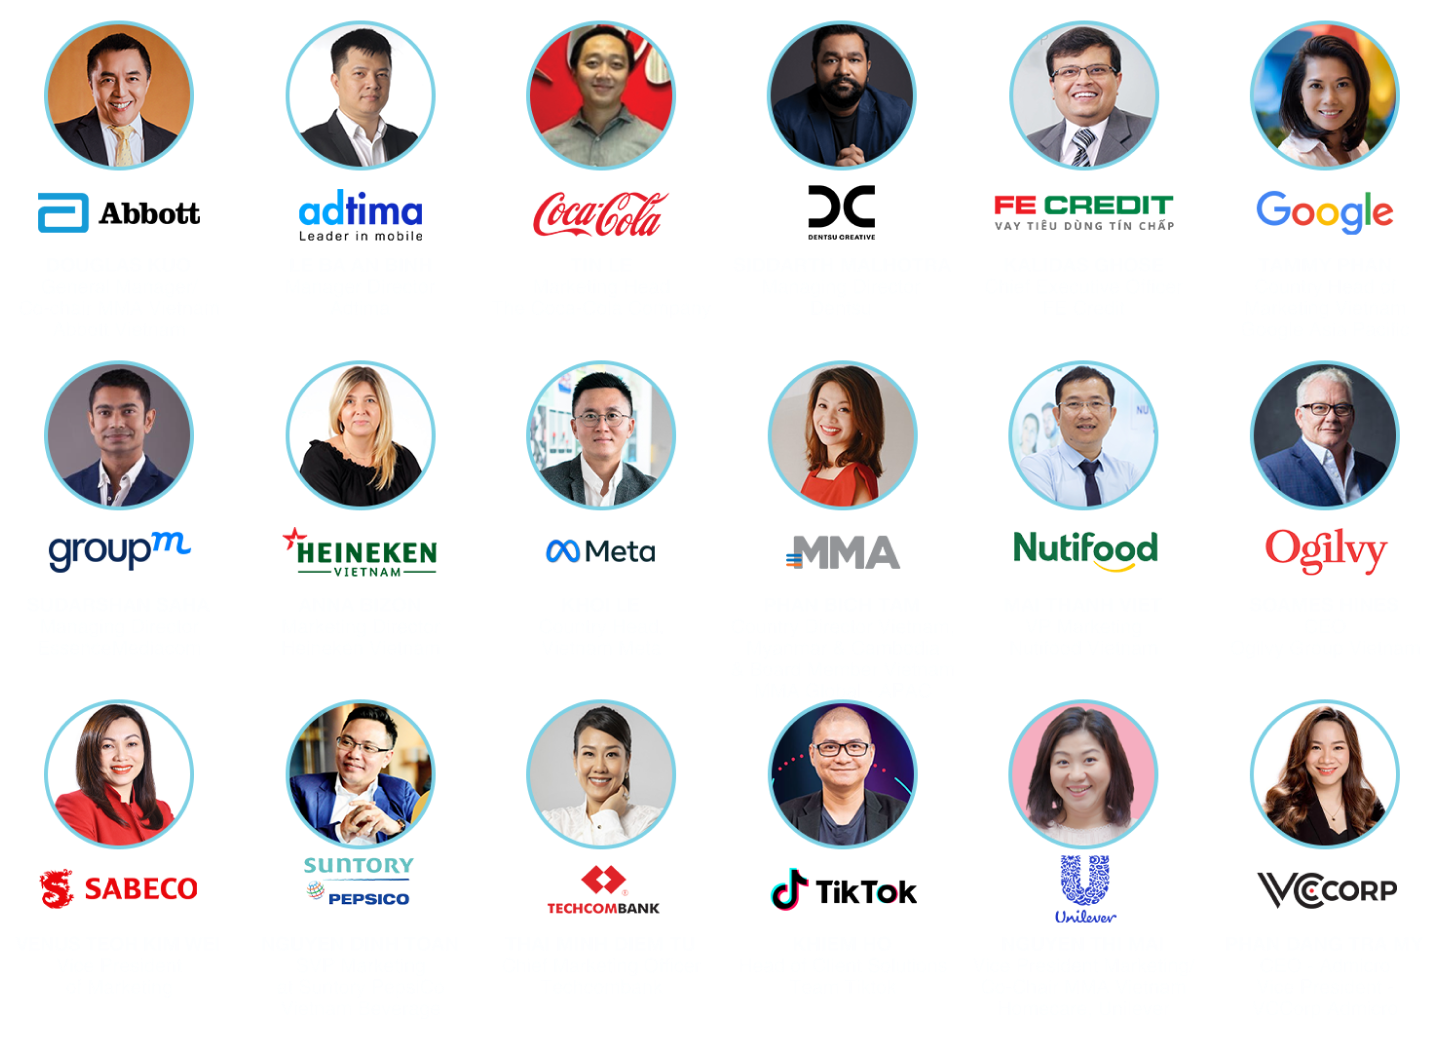 Abbott
adtima
Leader in mobile
Coca-Cola
DC
DENTSU CREATIVE
FE CREDIT
VAY TIÊU DÙNG TÍN CHẤP
Google
NU
groupm
HEINEKEN
VIETNAM
Meta
MMA
Nutifood
Ogilvy
SABECO
SUNTORY
PEPSICO
TECHCOMBANK
TikTok
Unilever
VCCORP